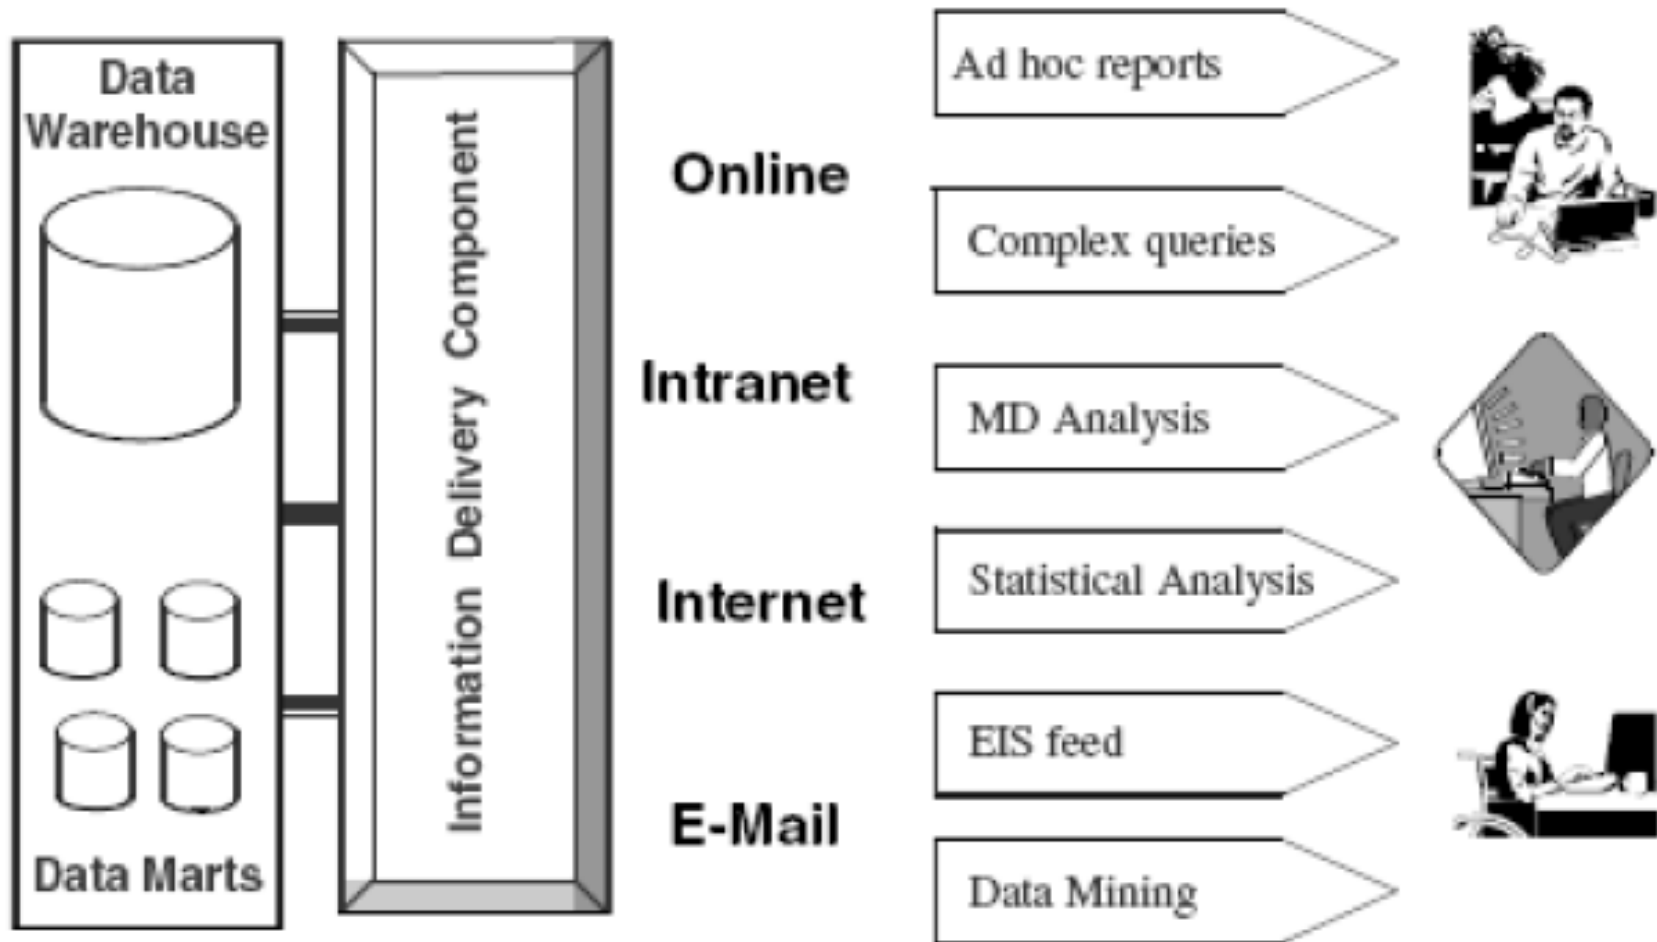 Data
Warehouse
Data Marts
Information Delivery Component
Online
Intranet
Internet
E-Mail
Ad hoc reports
Complex queries
MD Analysis
Statistical Analysis
EIS feed
Data Mining